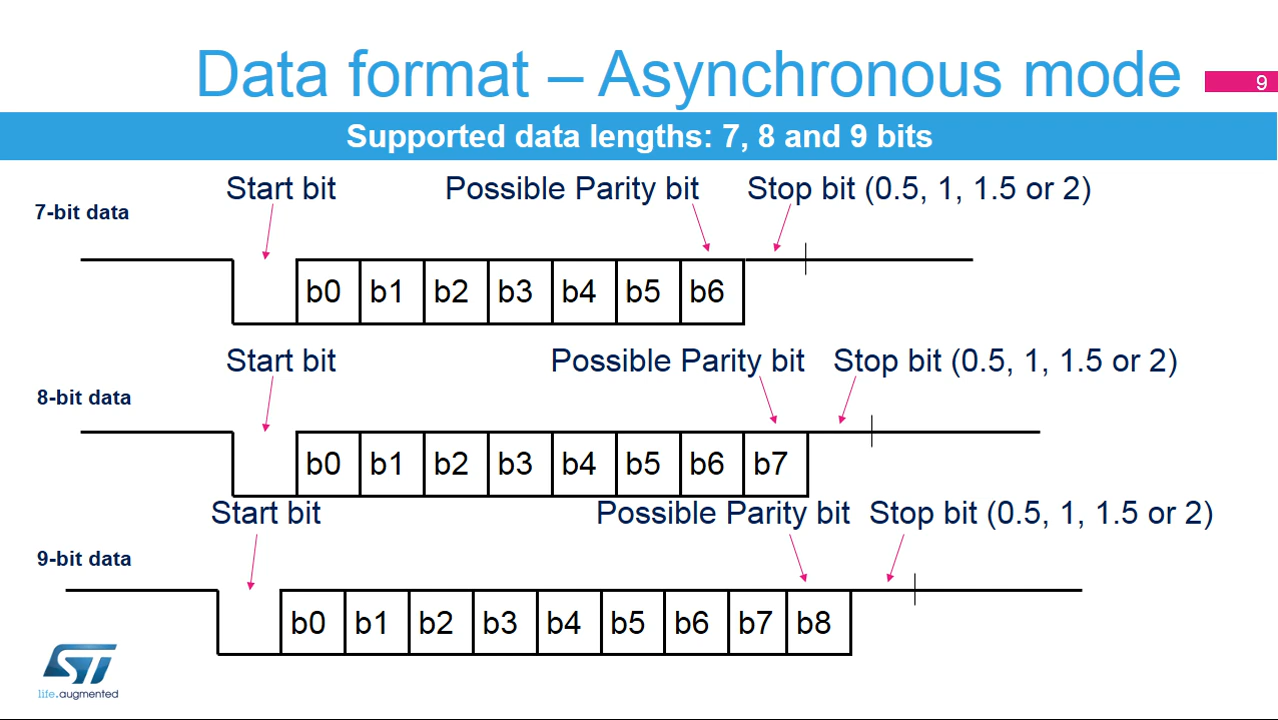 Data format – Asynchronous mode
9
Supported data lengths: 7, 8 and 9 bits
Start bit
Possible Parity bit
Stop bit (0.5, 1, 1.5 or 2)
7-bit data
b0 b1 b2 b3 b4 b5 b6
Start bit
Possible Parity bit
Stop bit (0.5, 1, 1.5 or 2)
8-bit data
b0 b1 b2 b3 b4 b5 b6 b7
Start bit
Possible Parity bit
Stop bit (0.5, 1, 1.5 or 2)
9-bit data
b0 b1 b2 b3 b4 b5 b6 b7 b8
ST
life.augmented